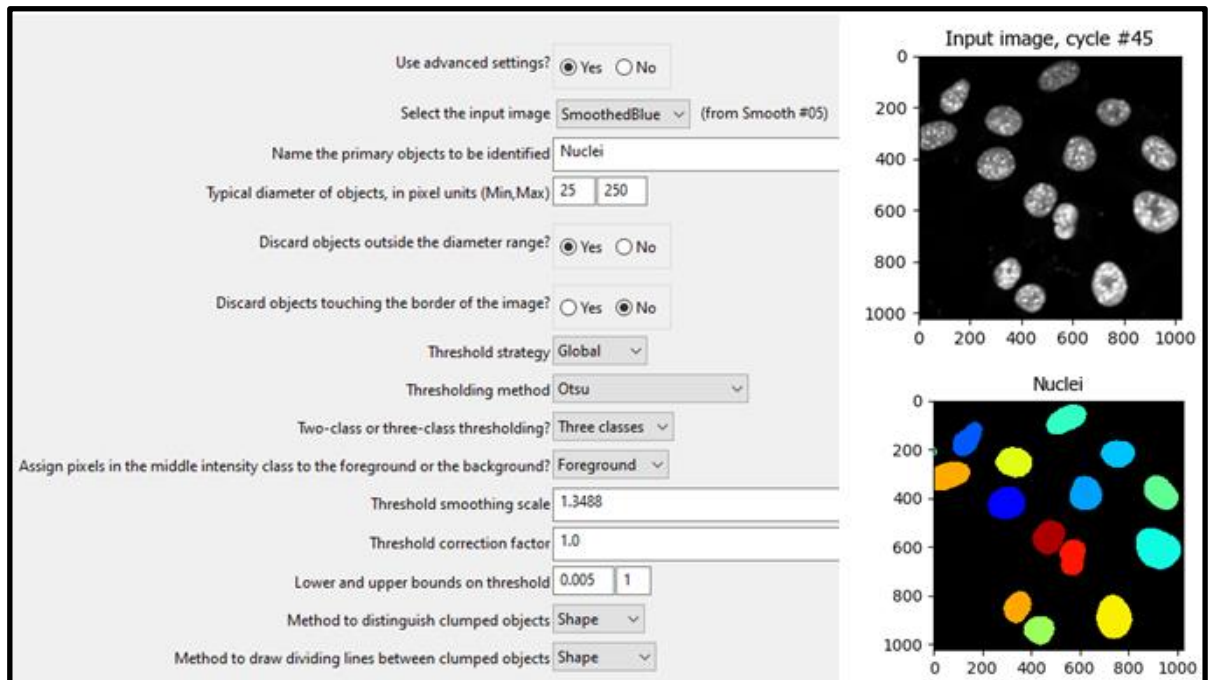 Use advanced settings? Yes No
Select the input image SmoothedBlue (from Smooth #05)
Name the primary objects to be identified Nuclei
Typical diameter of objects, in pixel units (Min,Max) 25 250
Discard objects outside the diameter range? Yes No
Discard objects touching the border of the image? Yes No
Threshold strategy Global
Thresholding method Otsu
Two-class or three-class thresholding? Three classes
Assign pixels in the middle intensity class to the foreground or the background? Foreground
Threshold smoothing scale 1.3488
Threshold correction factor 1.0
Lower and upper bounds on threshold 0.005 1
Method to distinguish clumped objects Shape
Method to draw dividing lines between clumped objects Shape
Input image, cycle #45
0
200
400
600
800
1000
0 200 400 600 800 1000
Nuclei
0
200
400
600
800
1000
0 200 400 600 800 1000